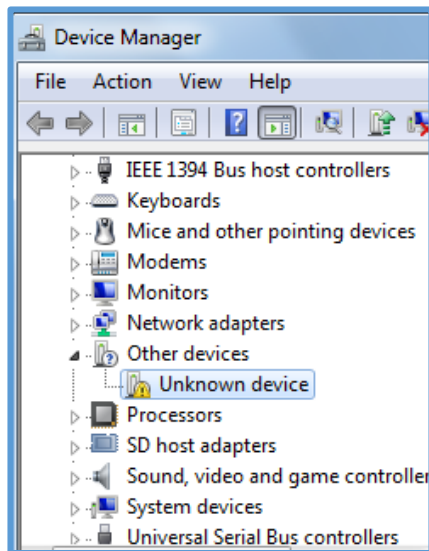 Device Manager
File Action View Help
IEEE 1394 Bus host controllers
Keyboards
Mice and other pointing devices
Modems
Monitors
Network adapters
Other devices
Unknown device
Processors
SD host adapters
Sound, video and game controller
System devices
Universal Serial Bus controllers